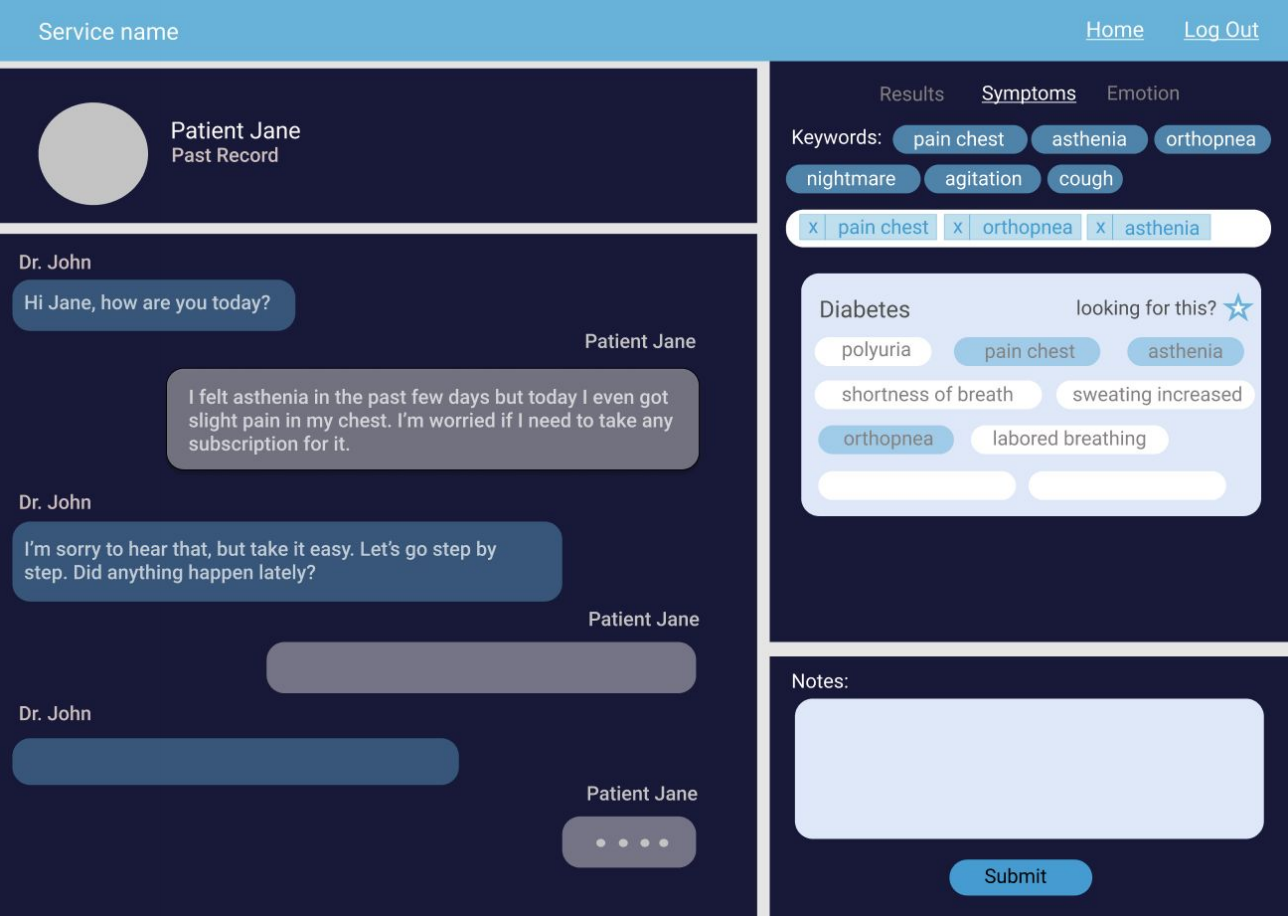 Service name
Home Log Out
Patient Jane
Past Record
Dr. John
Hi Jane, how are you today?
Patient Jane
I felt asthenia in the past few days but today I even got
slight pain in my chest. I'm worried if I need to take any
subscription for it.
Dr. John
I'm sorry to hear that, but take it easy. Let's go step by
step. Did anything happen lately?
Patient Jane
Dr. John
Patient Jane
Results Symptoms Emotion
Keywords: pain chest asthenia orthopnea
nightmare agitation cough
x pain chest x orthopnea x asthenia
Diabetes looking for this?
polyuria pain chest asthenia
shortness of breath sweating increased
orthopnea labored breathing
Notes:
Submit